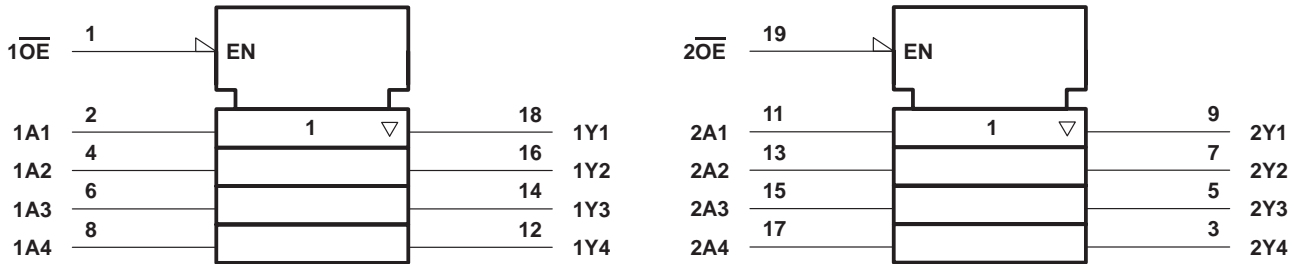 1 19
1O̅E̅ EN 2O̅E̅ EN
2 18 11 9
1A1 1 1Y1 2A1 1 2Y1
4 16 13 7
1A2 1Y2 2A2 2Y2
6 14 15 5
1A3 1Y3 2A3 2Y3
8 12 17 3
1A4 1Y4 2A4 2Y4